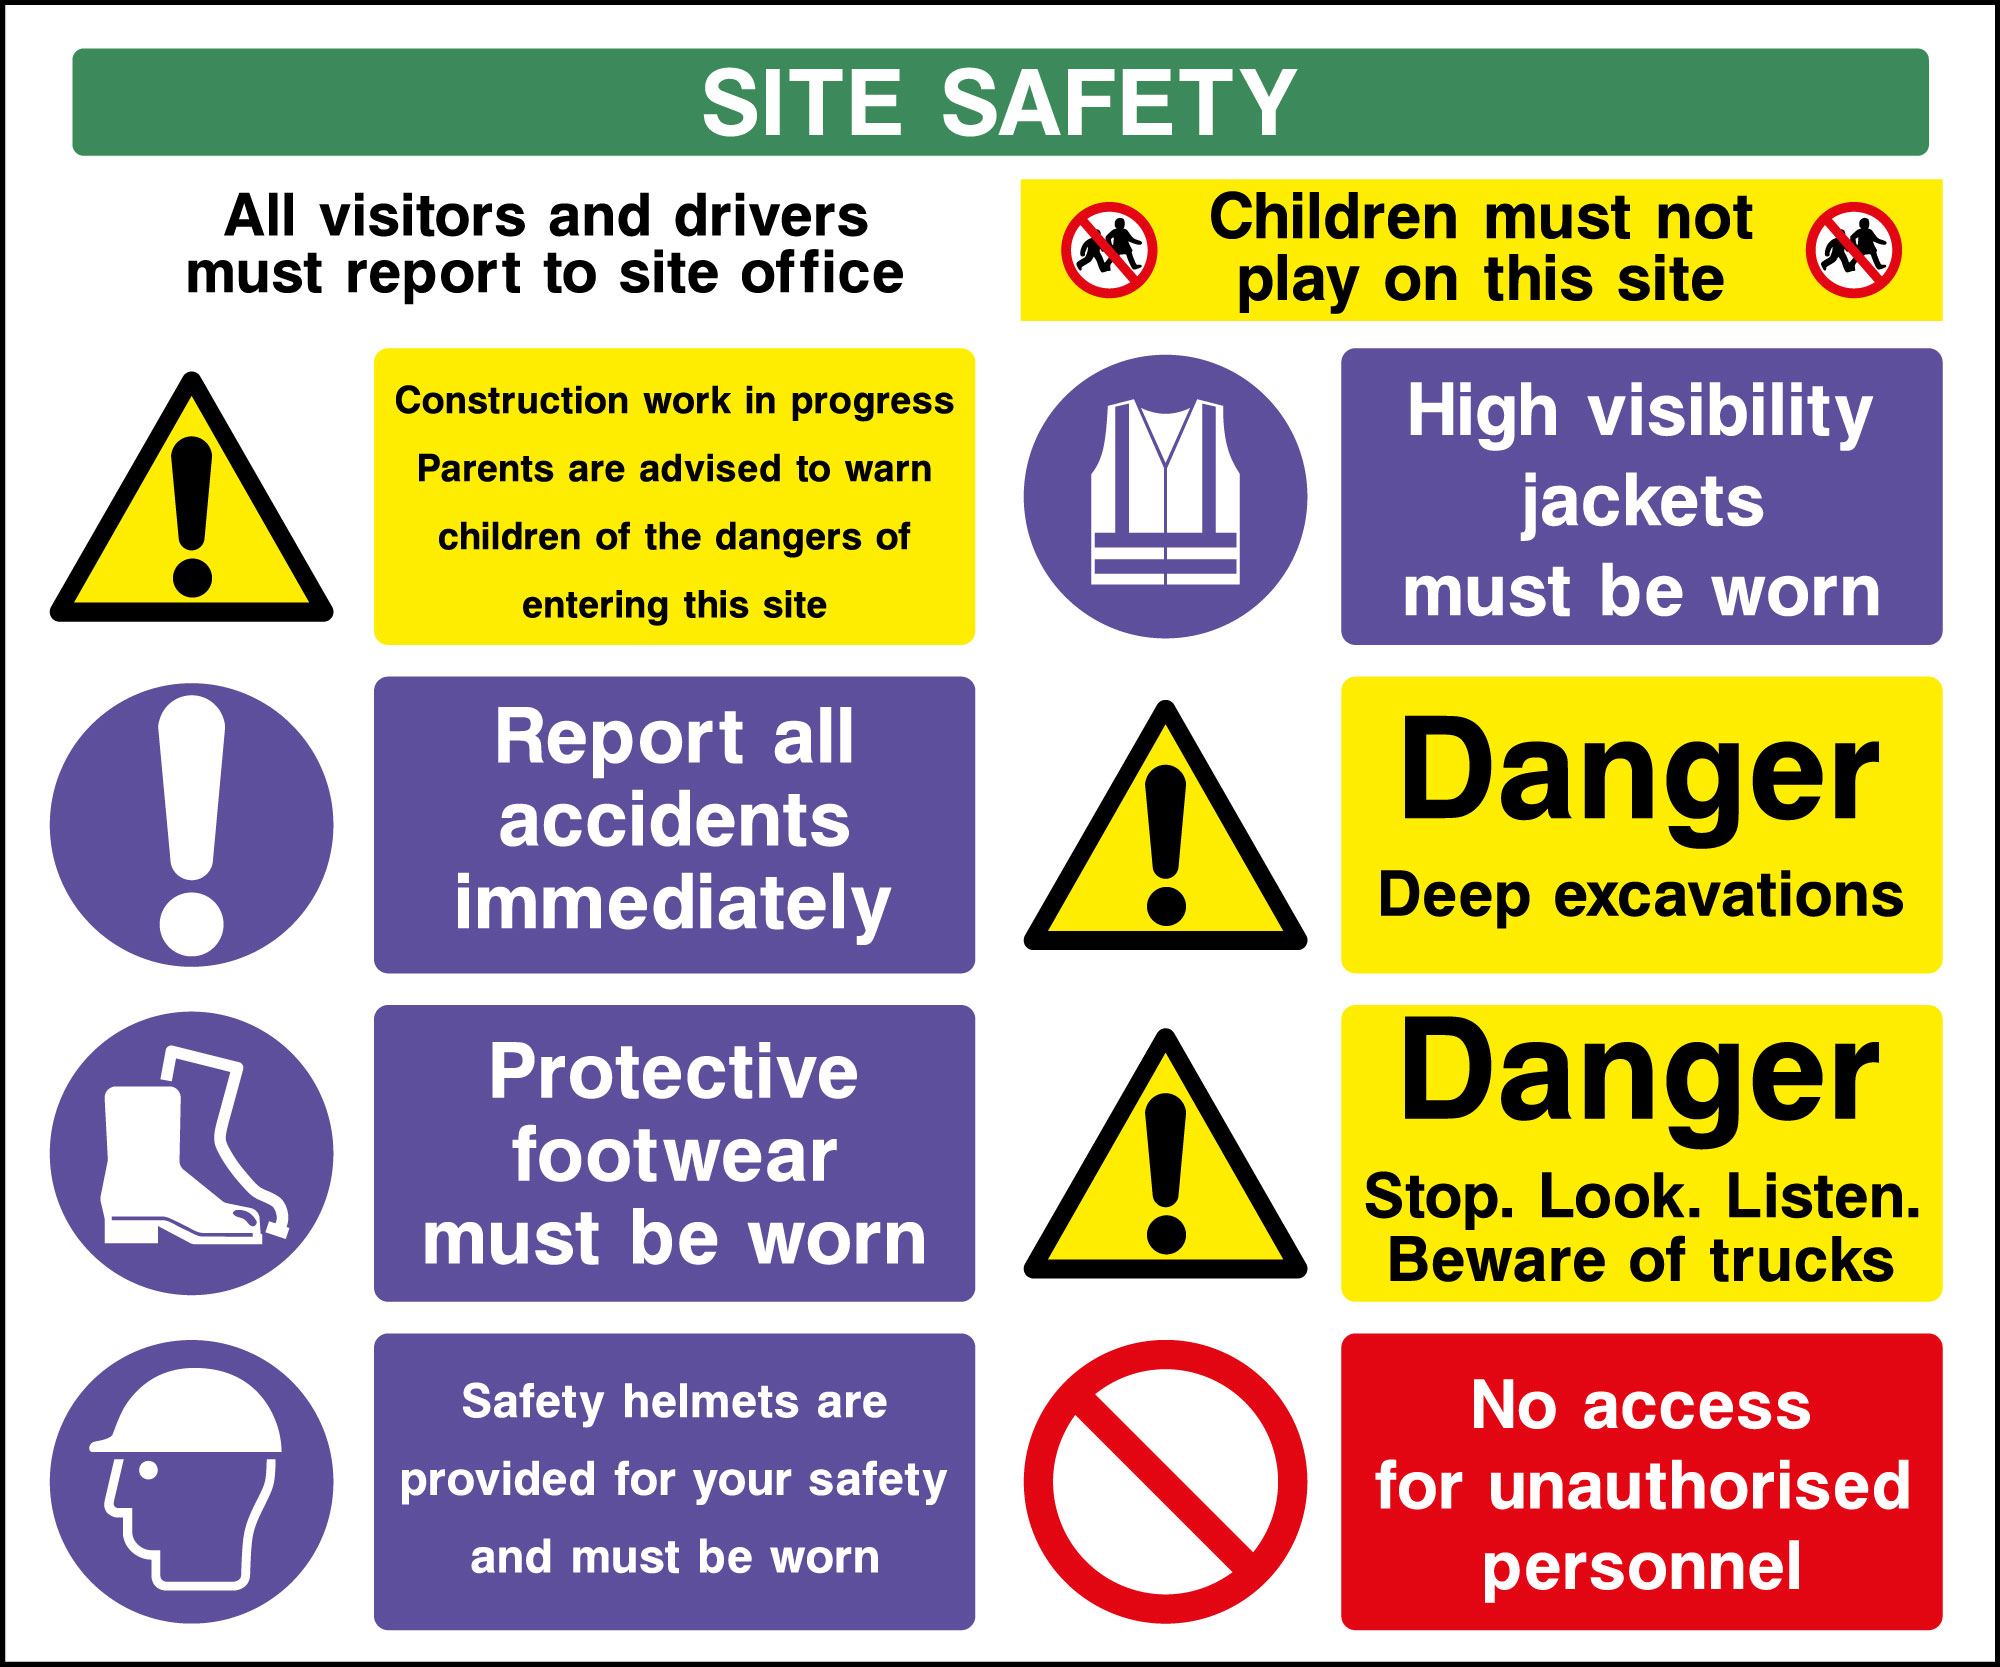 SITE SAFETY
All visitors and drivers
must report to site office
Children must not
play on this site
Construction work in progress
Parents are advised to warn
children of the dangers of
entering this site
High visibility
jackets
must be worn
Report all
accidents
immediately
Danger
Deep excavations
Protective
footwear
must be worn
Danger
Stop. Look. Listen.
Beware of trucks
Safety helmets are
provided for your safety
and must be worn
No access
for unauthorised
personnel